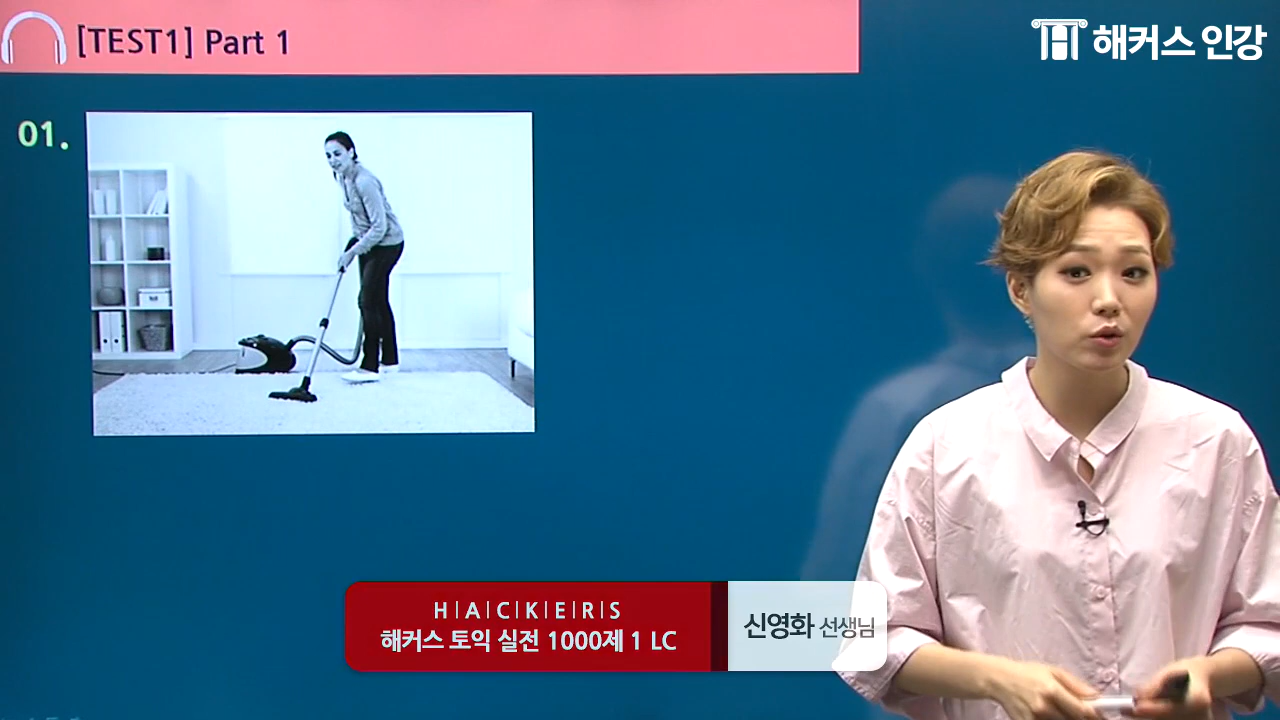 [TEST1] Part 1
해커스 인강
01.
H|A|C|K|E|R|S
해커스 토익 실전 1000제 1 LC
신영화 선생님